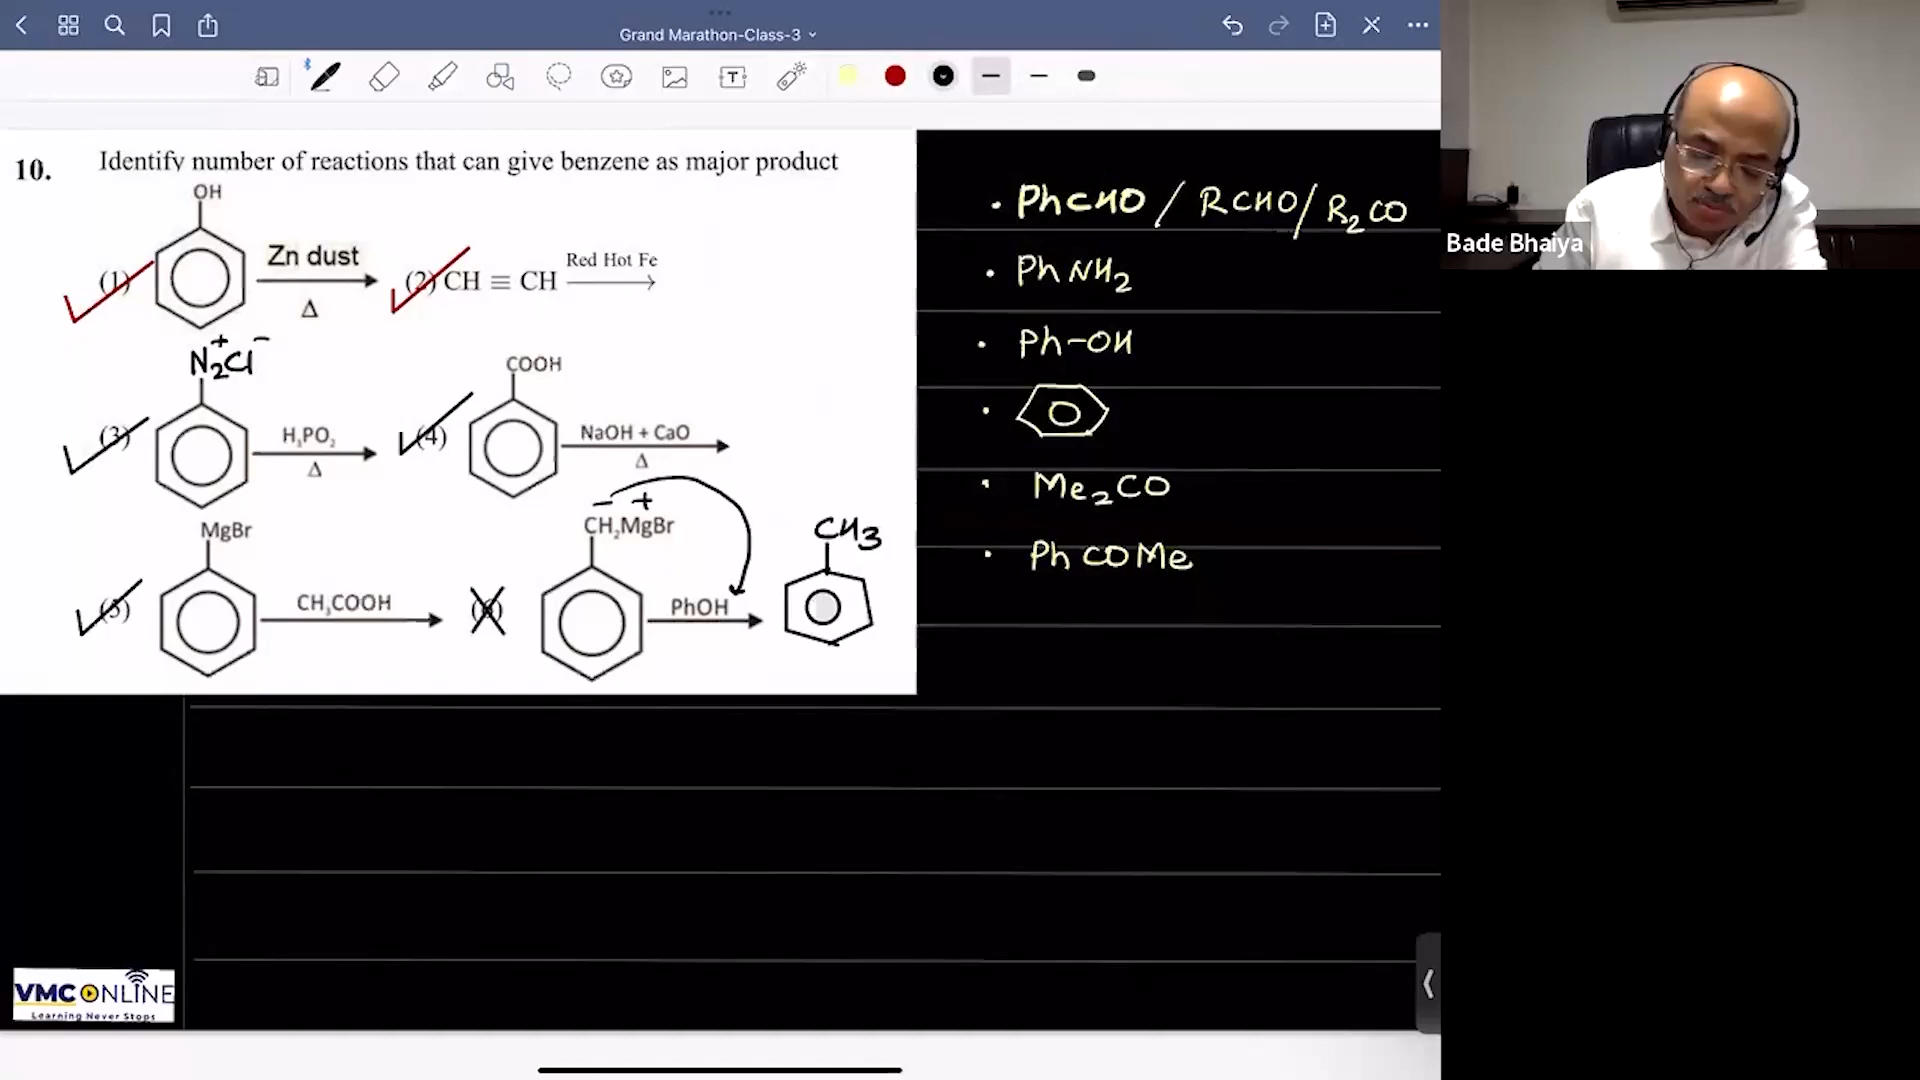 Grand Marathon-Class-3
10. Identify number of reactions that can give benzene as major product
OH
(1) Zn dust
Δ
(2) CH ≡ CH Red Hot Fe
N₂⁺Cl⁻
(3) H₃PO₂
Δ
COOH
(4) NaOH + CaO
Δ
MgBr
(5) CH₃COOH
− +
CH₂MgBr
(6) PhOH
CH₃
• PhCHO / RCHO / R₂CO
• PhNH₂
• Ph-OH
• Me₂CO
• PhCOMe
Bade Bhaiya
VMC ONLINE
Learning Never Stops